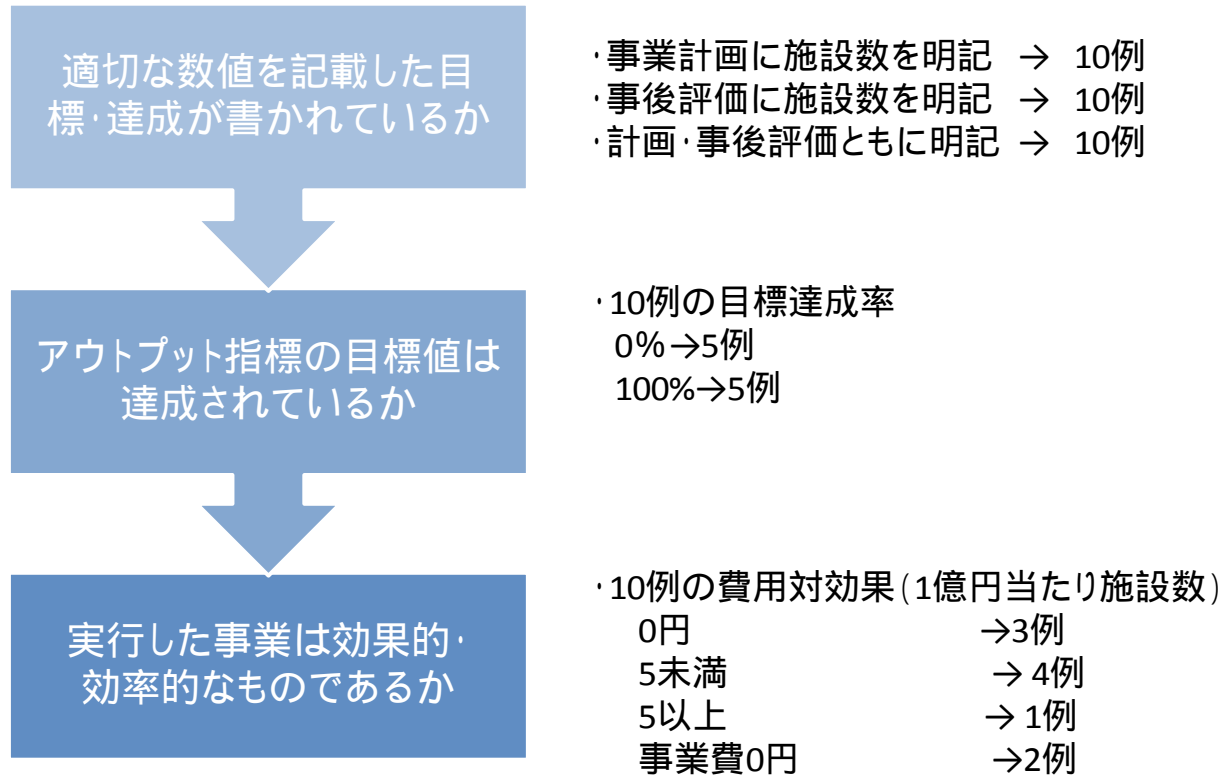 適切な数値を記載した目
標・達成が書かれているか
・事業計画に施設数を明記 → 10例
・事後評価に施設数を明記 → 10例
・計画・事後評価ともに明記 → 10例
アウトプット指標の目標値は
達成されているか
・10例の目標達成率
0%→5例
100%→5例
実行した事業は効果的・
効率的なものであるか
・10例の費用対効果(1億円当たり施設数)
0円 →3例
5未満 → 4例
5以上 → 1例
事業費0円 →2例